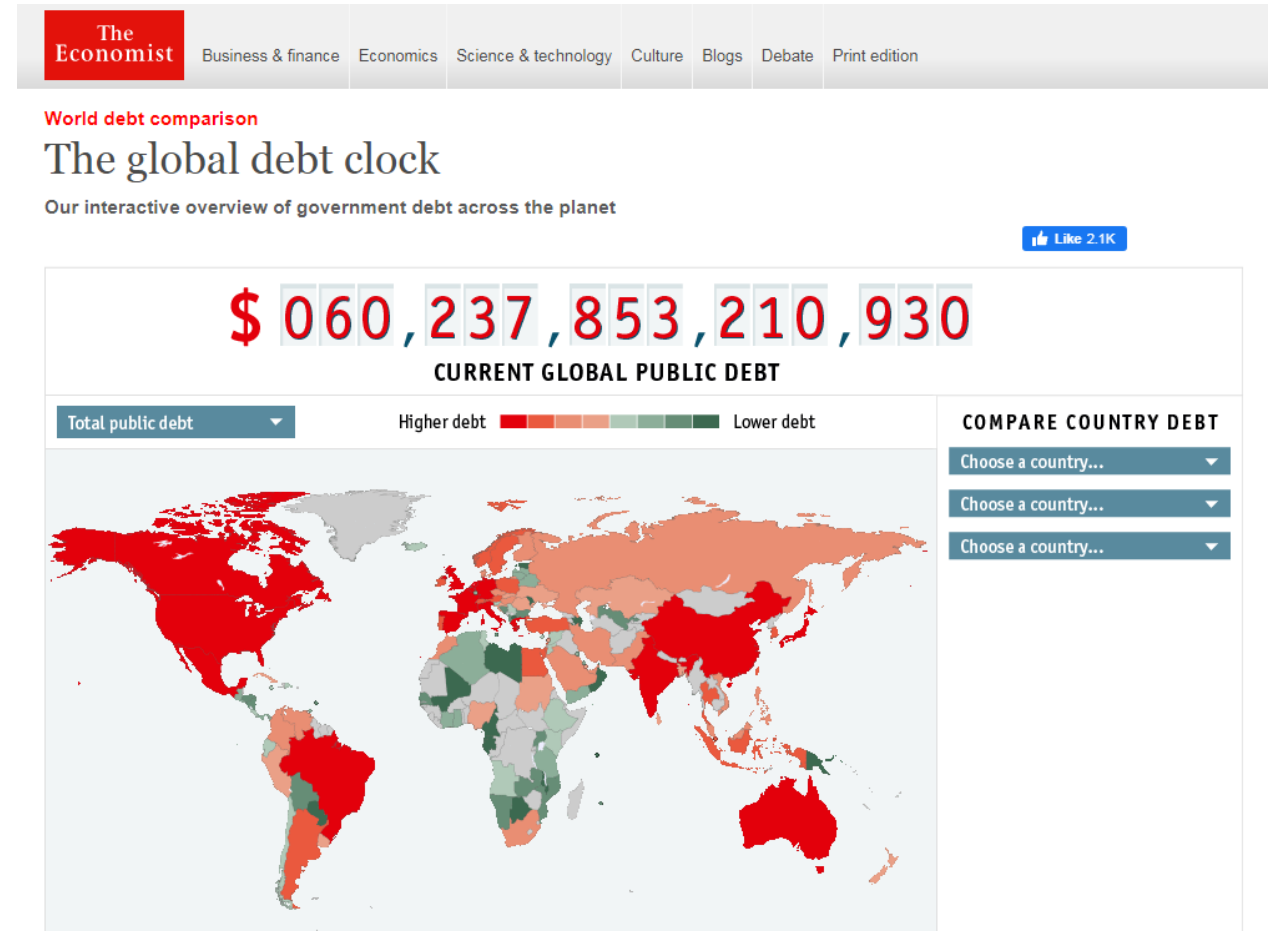 The
Economist
Business & finance Economics Science & technology Culture Blogs Debate Print edition
World debt comparison
The global debt clock
Our interactive overview of government debt across the planet
Like 2.1K
$ 060,237,853,210,930
CURRENT GLOBAL PUBLIC DEBT
Total public debt
Higher debt
Lower debt
COMPARE COUNTRY DEBT
Choose a country...
Choose a country...
Choose a country...